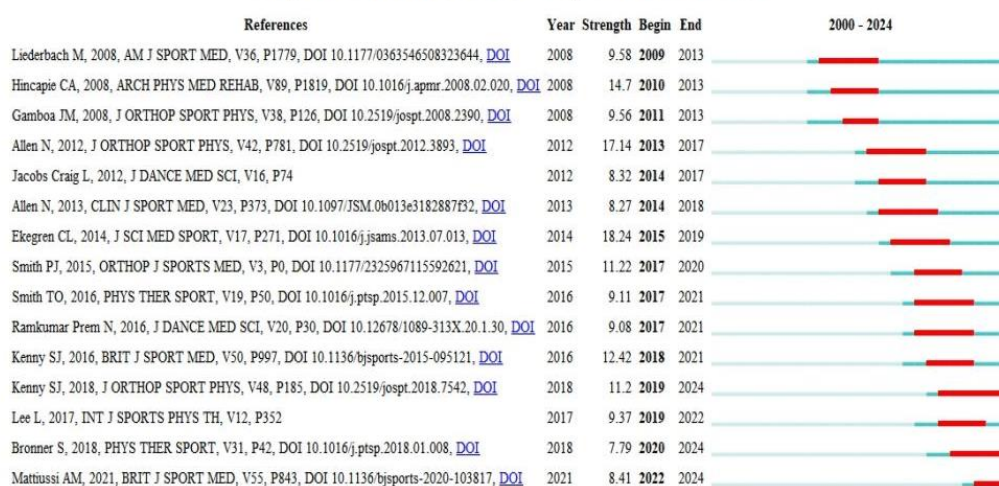 References Year Strength Begin End 2000 - 2024
Liederbach M, 2008, AM J SPORT MED, V36, P1779, DOI 10.1177/0363546508323644, DOI 2008 9.58 2009 2013
Hincapie CA, 2008, ARCH PHYS MED REHAB, V89, P1819, DOI 10.1016/j.apmr.2008.02.020, DOI 2008 14.7 2010 2013
Gamboa JM, 2008, J ORTHOP SPORT PHYS, V38, P126, DOI 10.2519/jospt.2008.2390, DOI 2008 9.56 2011 2013
Allen N, 2012, J ORTHOP SPORT PHYS, V42, P781, DOI 10.2519/jospt.2012.3893, DOI 2012 17.14 2013 2017
Jacobs Craig L, 2012, J DANCE MED SCI, V16, P74 2012 8.32 2014 2017
Allen N, 2013, CLIN J SPORT MED, V23, P373, DOI 10.1097/JSM.0b013e3182887f32, DOI 2013 8.27 2014 2018
Ekegren CL, 2014, J SCI MED SPORT, V17, P271, DOI 10.1016/j.jsams.2013.07.013, DOI 2014 18.24 2015 2019
Smith PJ, 2015, ORTHOP J SPORTS MED, V3, P0, DOI 10.1177/2325967115592621, DOI 2015 11.22 2017 2020
Smith TO, 2016, PHYS THER SPORT, V19, P50, DOI 10.1016/j.ptsp.2015.12.007, DOI 2016 9.11 2017 2021
Ramkumar Prem N, 2016, J DANCE MED SCI, V20, P30, DOI 10.12678/1089-313X.20.1.30, DOI 2016 9.08 2017 2021
Kenny SJ, 2016, BRIT J SPORT MED, V50, P997, DOI 10.1136/bjsports-2015-095121, DOI 2016 12.42 2018 2021
Kenny SJ, 2018, J ORTHOP SPORT PHYS, V48, P185, DOI 10.2519/jospt.2018.7542, DOI 2018 11.2 2019 2024
Lee L, 2017, INT J SPORTS PHYS TH, V12, P352 2017 9.37 2019 2022
Bronner S, 2018, PHYS THER SPORT, V31, P42, DOI 10.1016/j.ptsp.2018.01.008, DOI 2018 7.79 2020 2024
Mattiussi AM, 2021, BRIT J SPORT MED, V55, P843, DOI 10.1136/bjsports-2020-103817, DOI 2021 8.41 2022 2024